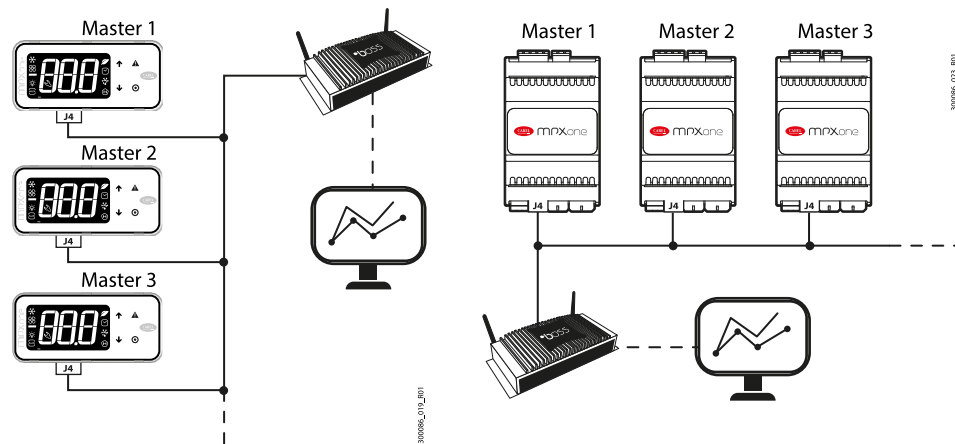 Master 1
J4
Master 2
J4
Master 3
J4
boss
300086_019_R01
Master 1 Master 2 Master 3
CAREL mpxone CAREL mpxone CAREL mpxone
J4 J4 J4
boss
300086_023_R01